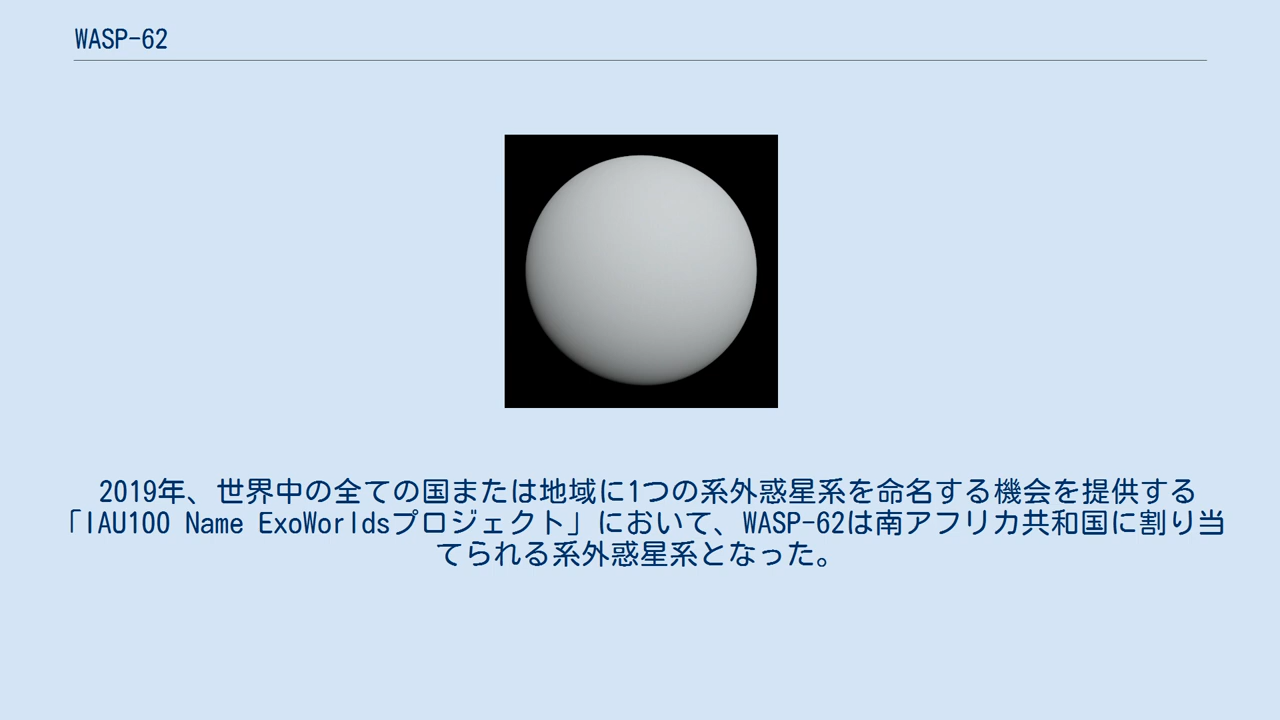 WASP-62
2019年、世界中の全ての国または地域に1つの系外惑星系を命名する機会を提供する
「IAU100 Name ExoWorldsプロジェクト」において、WASP-62は南アフリカ共和国に割り当
てられる系外惑星系となった。